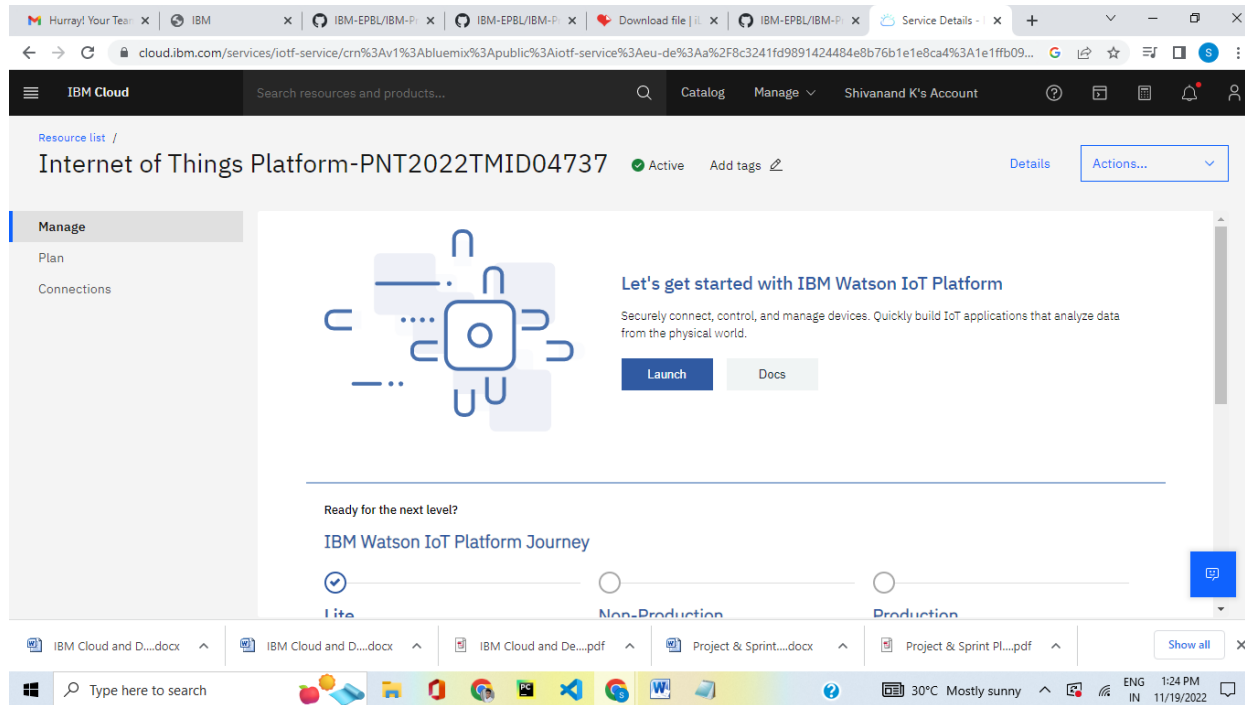 Hurray! Your Tean
IBM
IBM-EPBL/IBM-Pr
IBM-EPBL/IBM-Pr
Download file | iL
IBM-EPBL/IBM-Pr
Service Details - I
cloud.ibm.com/services/iotf-service/crn%3Av1%3Abluemix%3Apublic%3Aiotf-service%3Aeu-de%3Aa%2F8c3241fd9891424484e8b76b1e1e8ca4%3A1e1ffb09...
S
IBM Cloud
Search resources and products...
Catalog
Manage
Shivanand K's Account
Resource list /
Internet of Things Platform-PNT2022TMID04737
Active
Add tags
Details
Actions...
Manage
Plan
Connections
Let's get started with IBM Watson IoT Platform
Securely connect, control, and manage devices. Quickly build IoT applications that analyze data
from the physical world.
Launch
Docs
Ready for the next level?
IBM Watson IoT Platform Journey
Lite
Non-Production
Production
IBM Cloud and D....docx
IBM Cloud and D....docx
IBM Cloud and De....pdf
Project & Sprint....docx
Project & Sprint Pl....pdf
Show all
Type here to search
30°C Mostly sunny
ENG
IN
1:24 PM
11/19/2022